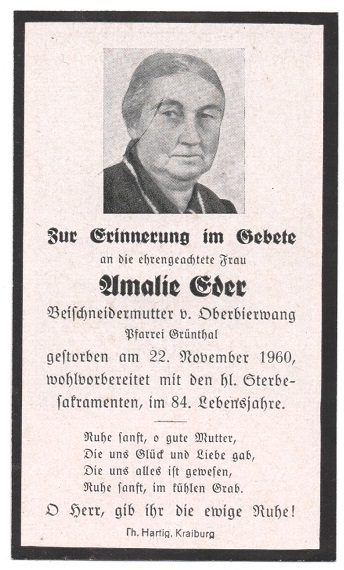 Zur Erinnerung im Gebete
an die ehrengeachtete Frau
Amalie Eder
Beischneidermutter v. Oberbierwang
Pfarrei Grünthal
gestorben am 22. November 1960,
wohlvorbereitet mit den hl. Sterbe-
sakramenten, im 84. Lebensjahre.
Ruhe sanft, o gute Mutter,
Die uns Glück und Liebe gab,
Die uns alles ist gewesen,
Ruhe sanft, im kühlen Grab.
O Herr, gib ihr die ewige Ruhe!
Th. Hartig, Kraiburg